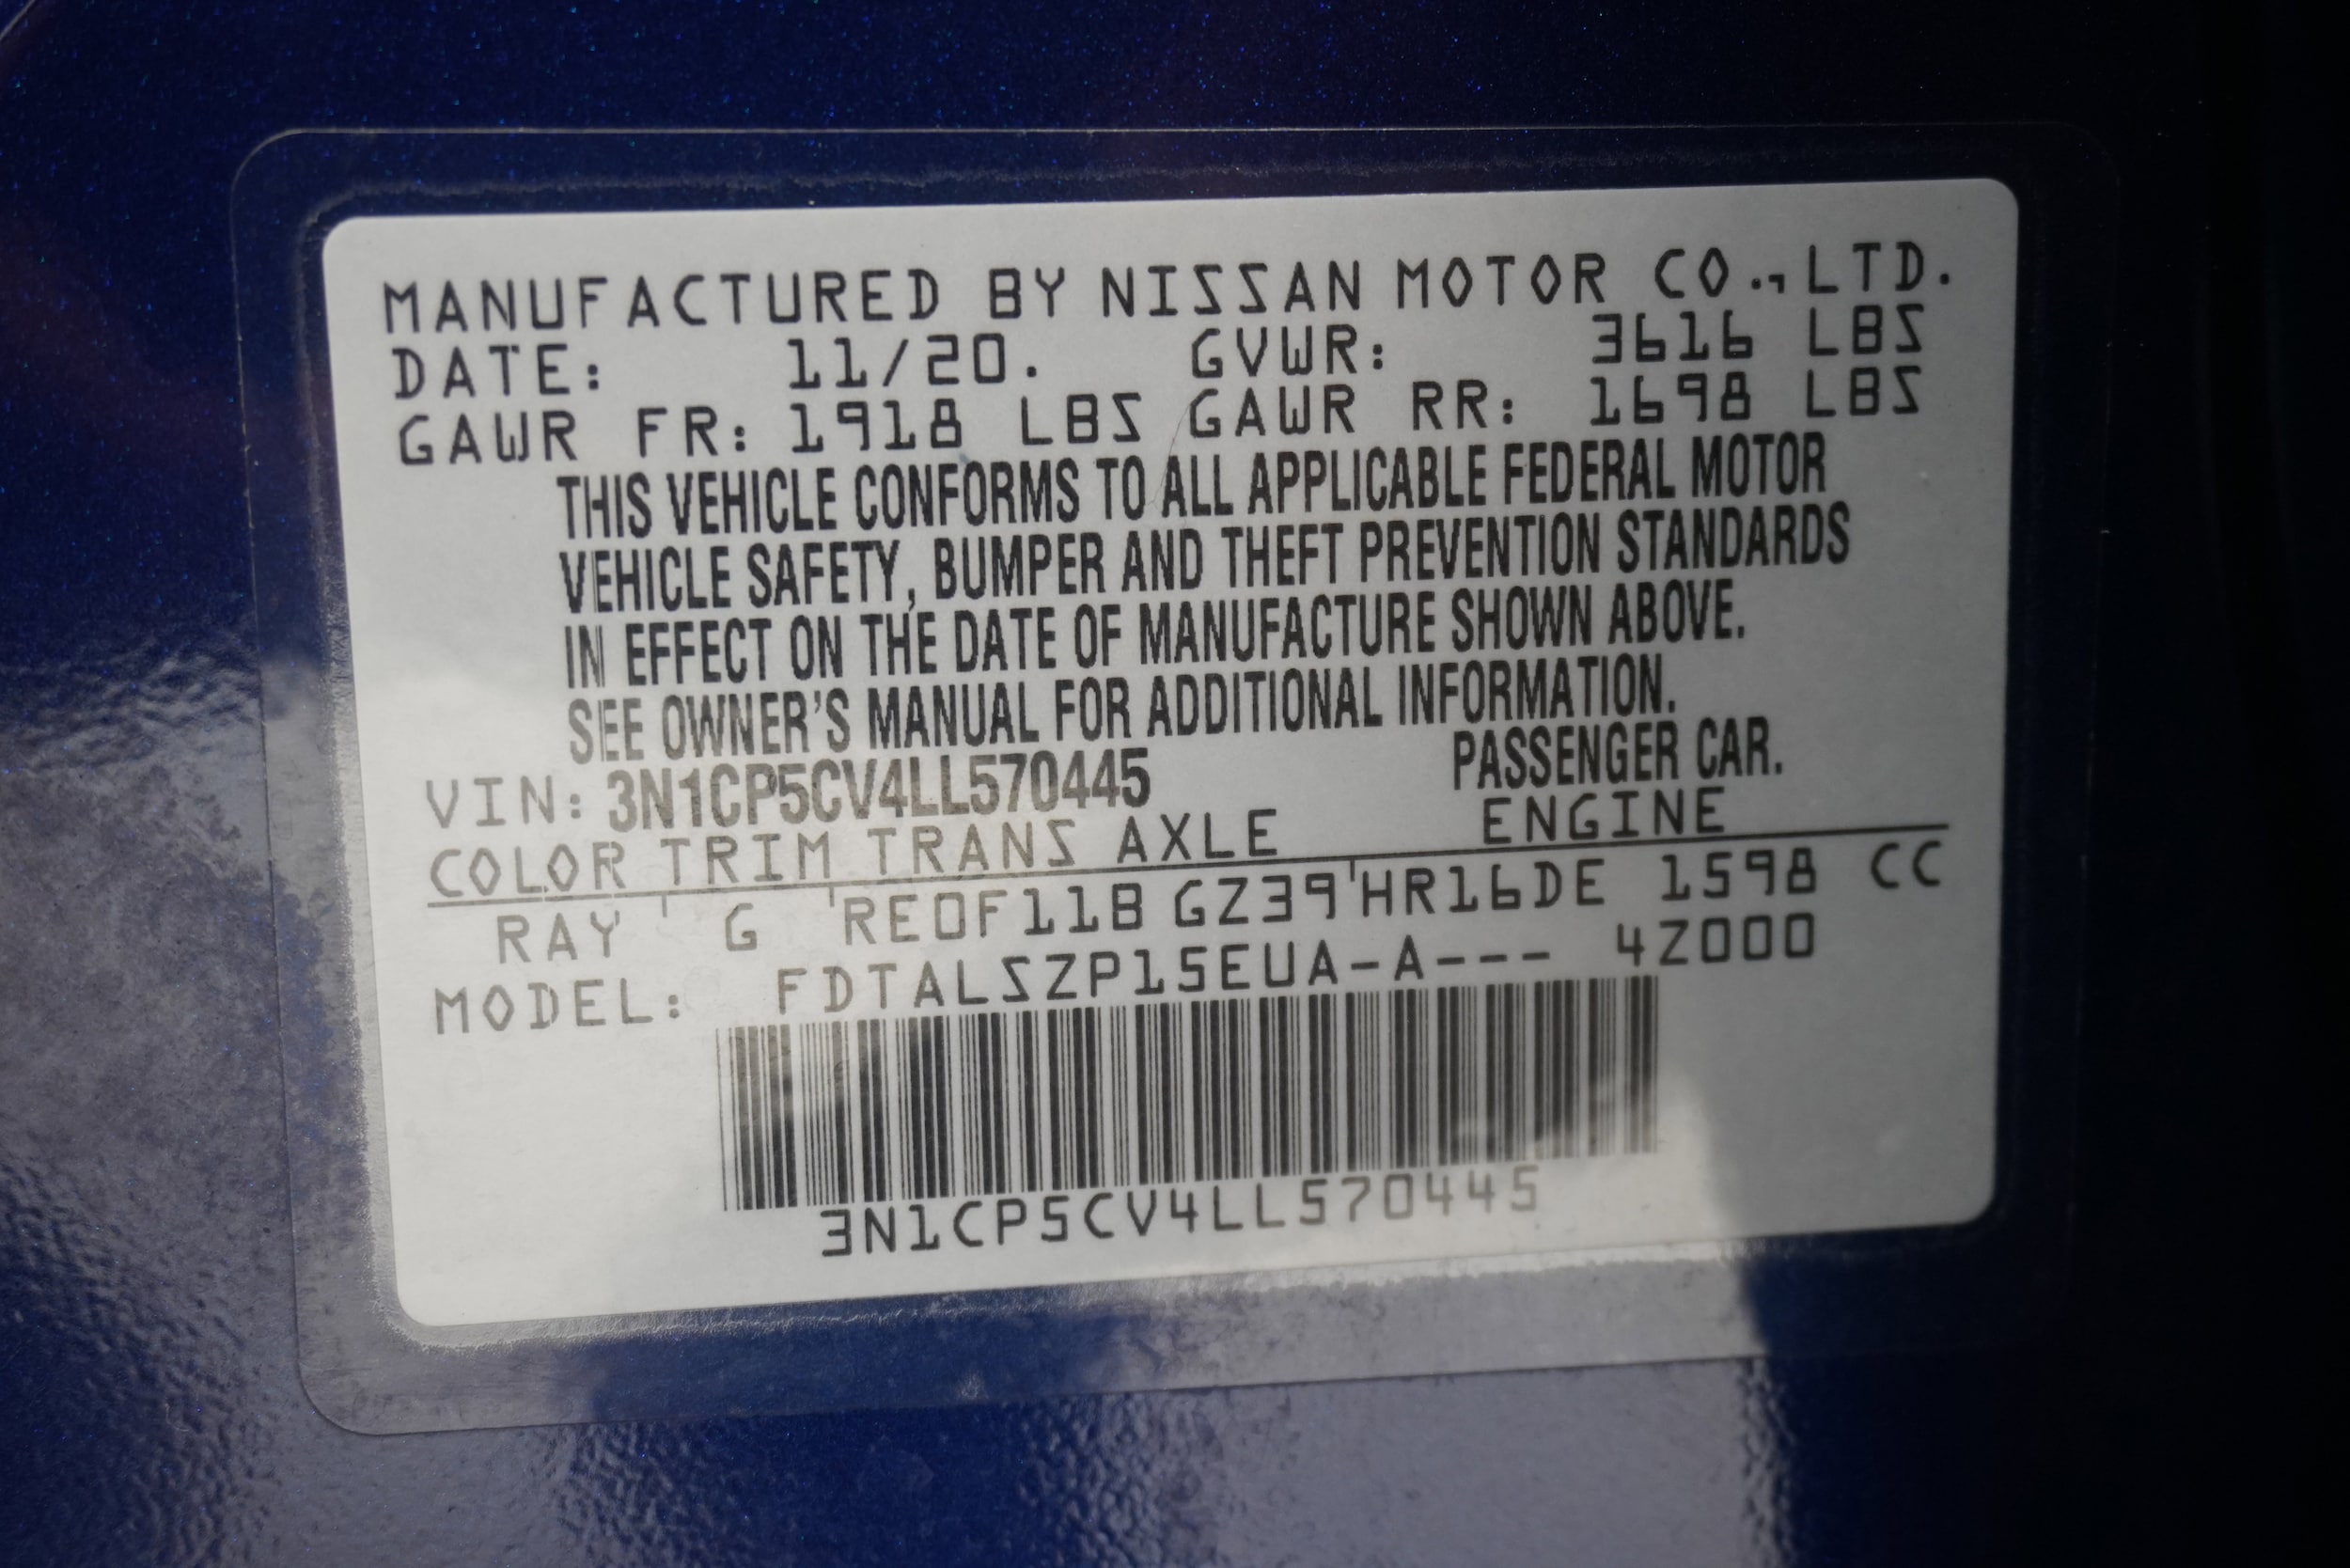 MANUFACTURED BY NISSAN MOTOR CO., LTD.
DATE: 11/20. GVWR: 3616 LBS
GAWR FR: 1918 LBS GAWR RR: 1698 LBS
THIS VEHICLE CONFORMS TO ALL APPLICABLE FEDERAL MOTOR
VEHICLE SAFETY, BUMPER AND THEFT PREVENTION STANDARDS
IN EFFECT ON THE DATE OF MANUFACTURE SHOWN ABOVE.
SEE OWNER'S MANUAL FOR ADDITIONAL INFORMATION.
VIN: 3N1CP5CV4LL570445 PASSENGER CAR.
COLOR TRIM TRANS AXLE ENGINE
RAY G RE0F11B GZ39 HR16DE 1598 CC
MODEL: FDTALSZP15EUA-A--- 4Z000
3N1CP5CV4LL570445